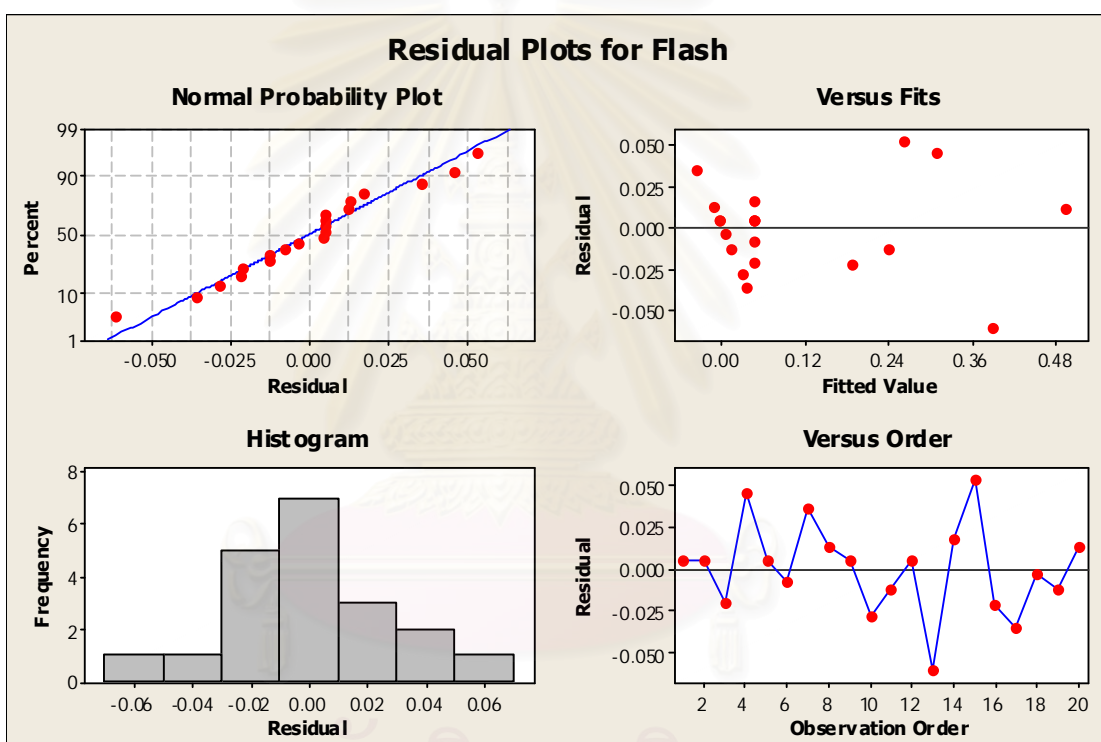 Residual Plots for Flash
Normal Probability Plot
99
90
50
10
1
Percent
-0.050 -0.025 0.000 0.025 0.050
Residual
Versus Fits
0.050
0.025
0.000
-0.025
-0.050
Residual
0.00 0.12 0.24 0.36 0.48
Fitted Value
Histogram
8
6
4
2
0
Frequency
-0.06 -0.04 -0.02 0.00 0.02 0.04 0.06
Residual
Versus Order
0.050
0.025
0.000
-0.025
-0.050
Residual
2 4 6 8 10 12 14 16 18 20
Observation Order